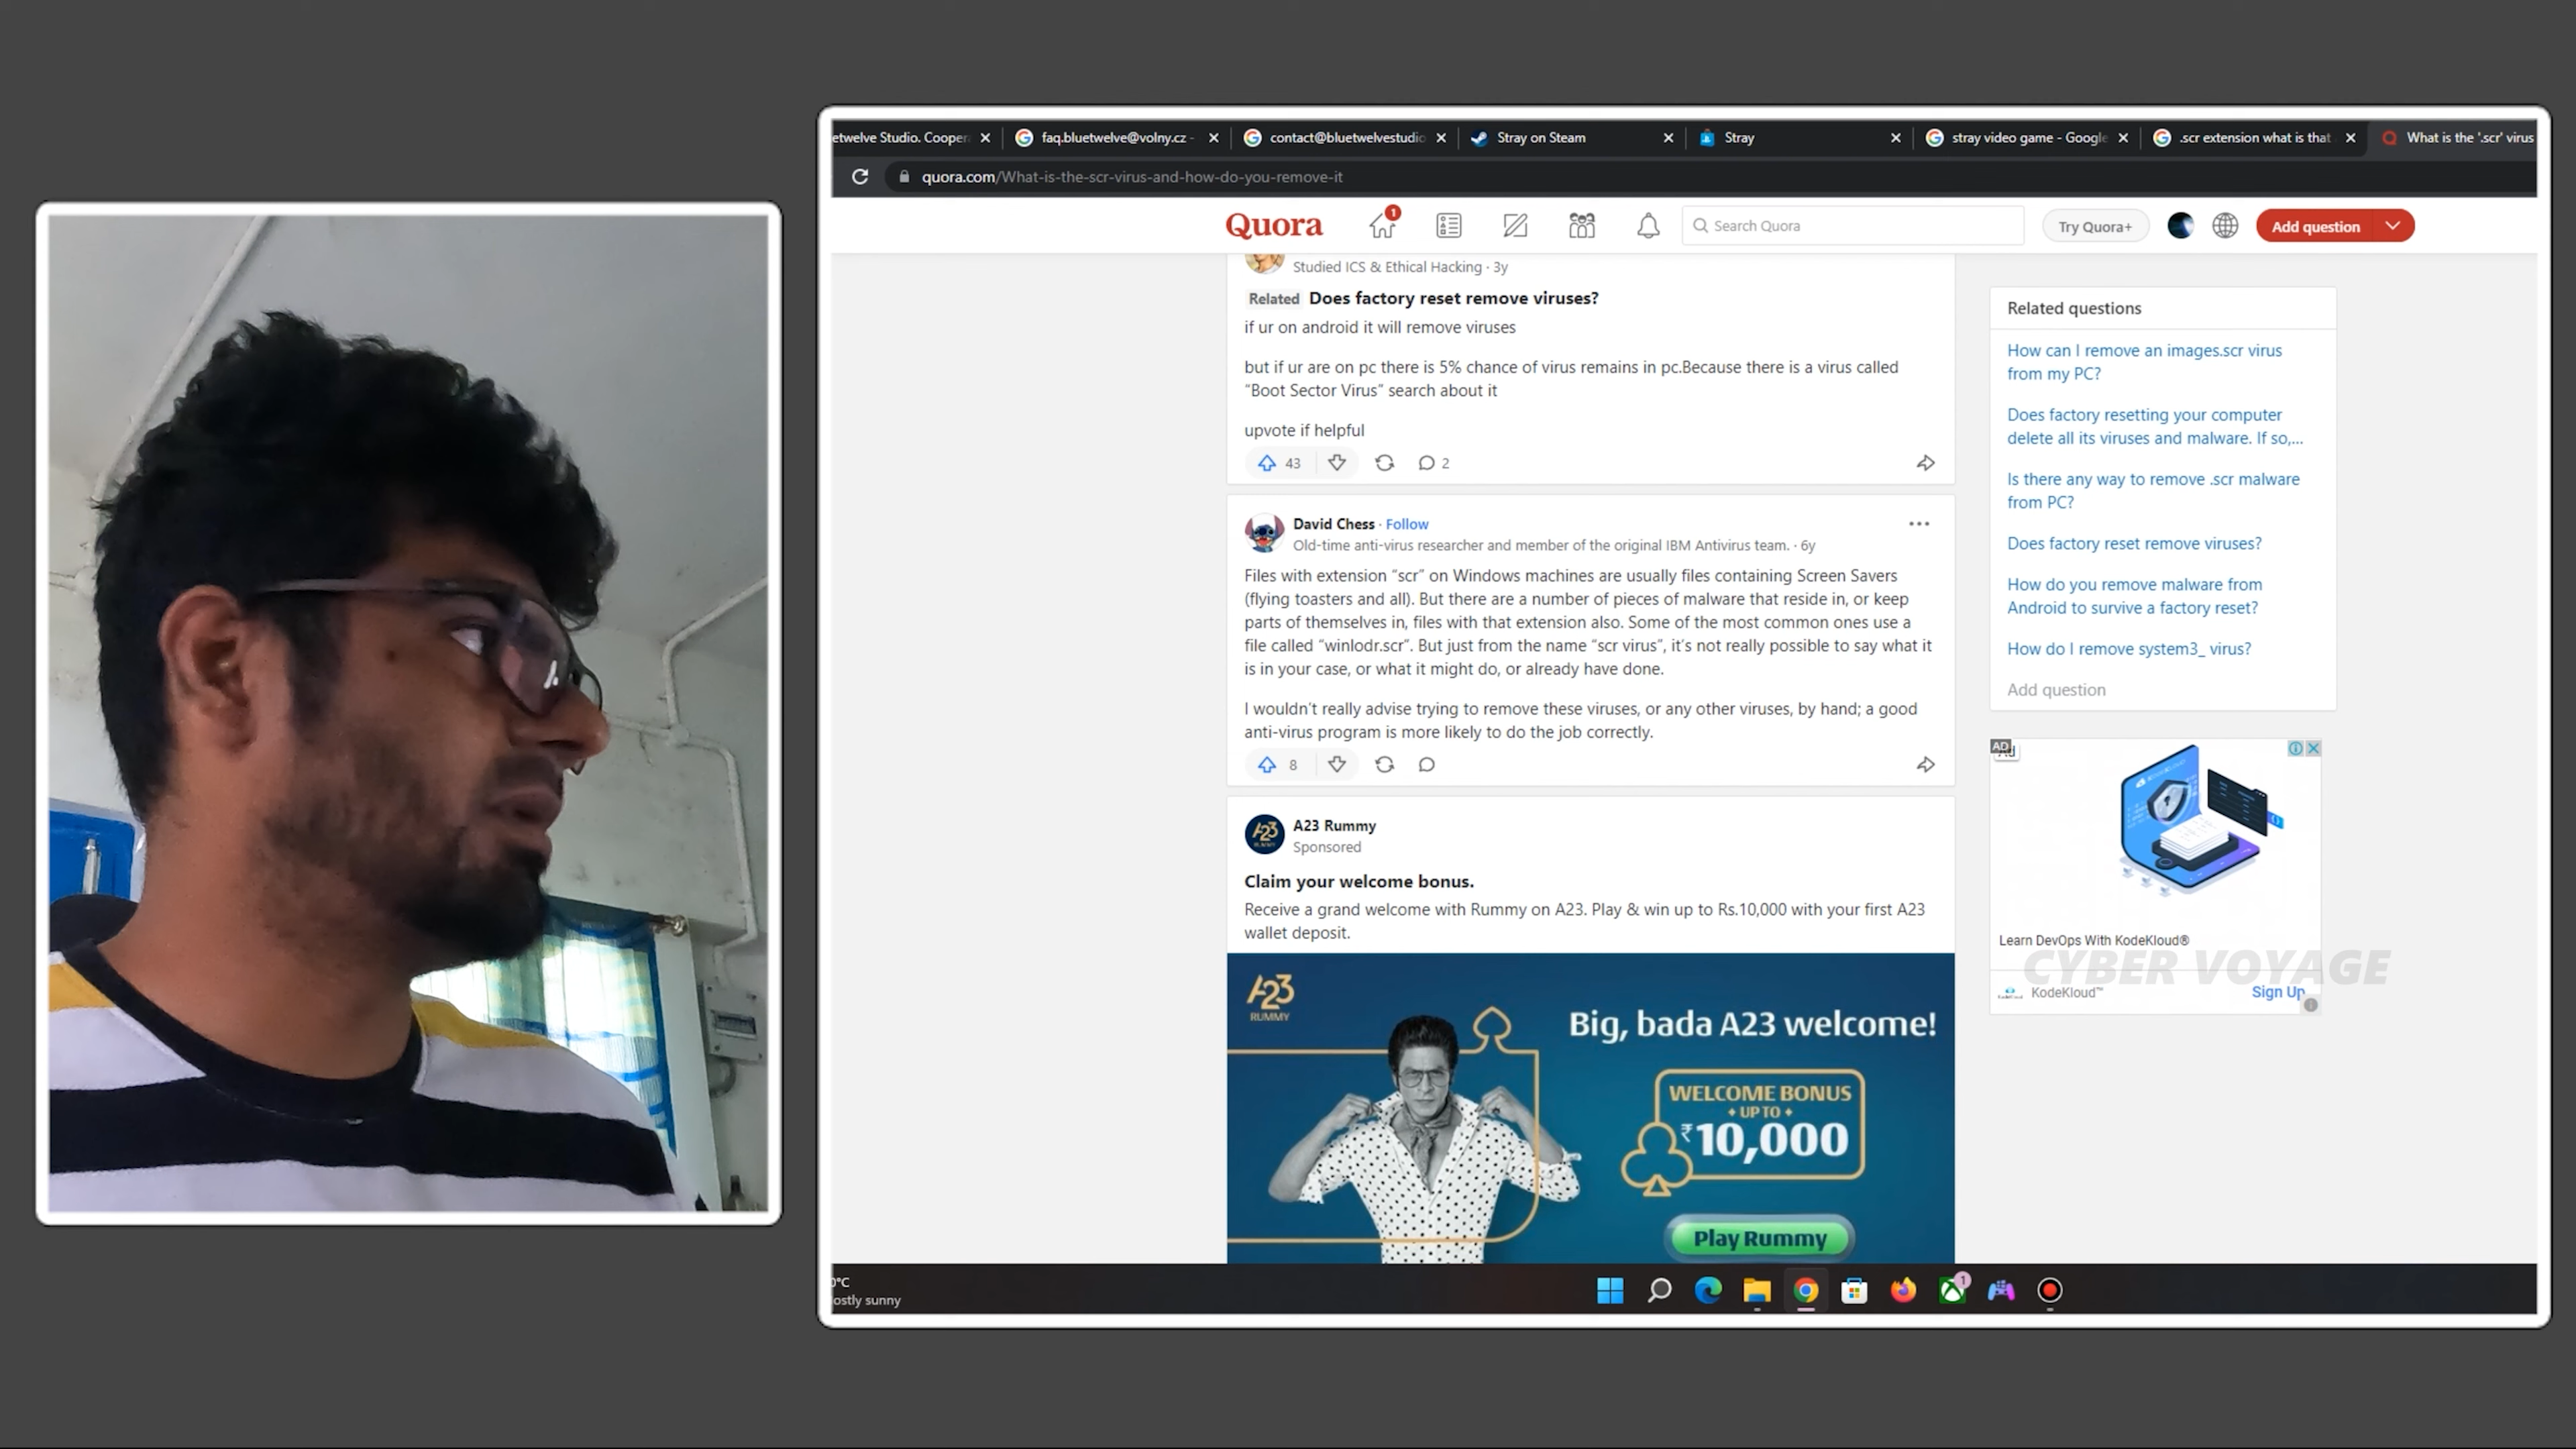 etwelve Studio. Cooper
faq.bluetwelve@volny.cz -
contact@bluetwelvestudio
Stray on Steam
Stray
stray video game - Google
.scr extension what is that
What is the '.scr' virus
quora.com/What-is-the-scr-virus-and-how-do-you-remove-it
Quora
1
Search Quora
Try Quora+
Add question
Studied ICS & Ethical Hacking · 3y
Related Does factory reset remove viruses?
if ur on android it will remove viruses
but if ur are on pc there is 5% chance of virus remains in pc.Because there is a virus called
“Boot Sector Virus” search about it
upvote if helpful
43
2
David Chess · Follow
Old-time anti-virus researcher and member of the original IBM Antivirus team. · 6y
Files with extension “scr” on Windows machines are usually files containing Screen Savers
(flying toasters and all). But there are a number of pieces of malware that reside in, or keep
parts of themselves in, files with that extension also. Some of the most common ones use a
file called “winlodr.scr”. But just from the name “scr virus”, it’s not really possible to say what it
is in your case, or what it might do, or already have done.
I wouldn’t really advise trying to remove these viruses, or any other viruses, by hand; a good
anti-virus program is more likely to do the job correctly.
8
A23 Rummy
Sponsored
Claim your welcome bonus.
Receive a grand welcome with Rummy on A23. Play & win up to Rs.10,000 with your first A23
wallet deposit.
A23
RUMMY
Big, bada A23 welcome!
WELCOME BONUS
UP TO
₹10,000
Play Rummy
Related questions
How can I remove an images.scr virus
from my PC?
Does factory resetting your computer
delete all its viruses and malware. If so,...
Is there any way to remove .scr malware
from PC?
Does factory reset remove viruses?
How do you remove malware from
Android to survive a factory reset?
How do I remove system3_ virus?
Add question
AD
Learn DevOps With KodeKloud®
CYBER VOYAGE
KodeKloud™
Sign Up
0°C
ostly sunny
1